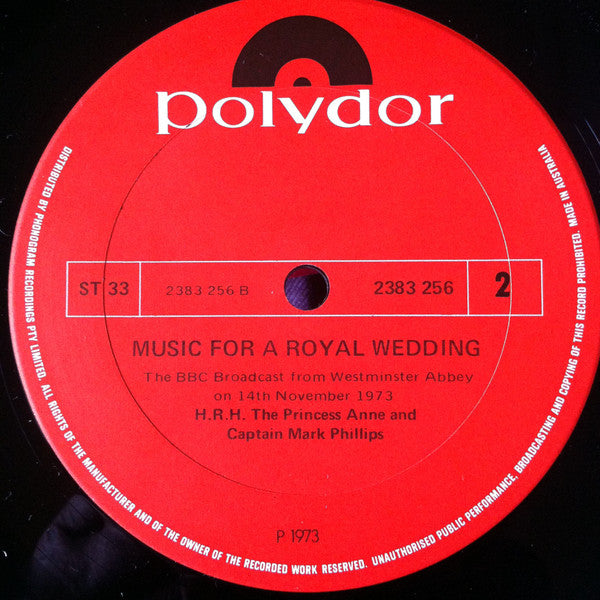 polydor
ST 33
2383 256 B
2383 256
2
MUSIC FOR A ROYAL WEDDING
The BBC Broadcast from Westminster Abbey
on 14th November 1973
H.R.H. The Princess Anne and
Captain Mark Phillips
P 1973
DISTRIBUTED BY PHONOGRAM RECORDINGS PTY LIMITED. ALL RIGHTS OF THE MANUFACTURER AND OF THE OWNER OF THE RECORDED WORK RESERVED. UNAUTHORISED PUBLIC PERFORMANCE, BROADCASTING AND COPYING OF THIS RECORD PROHIBITED. MADE IN AUSTRALIA